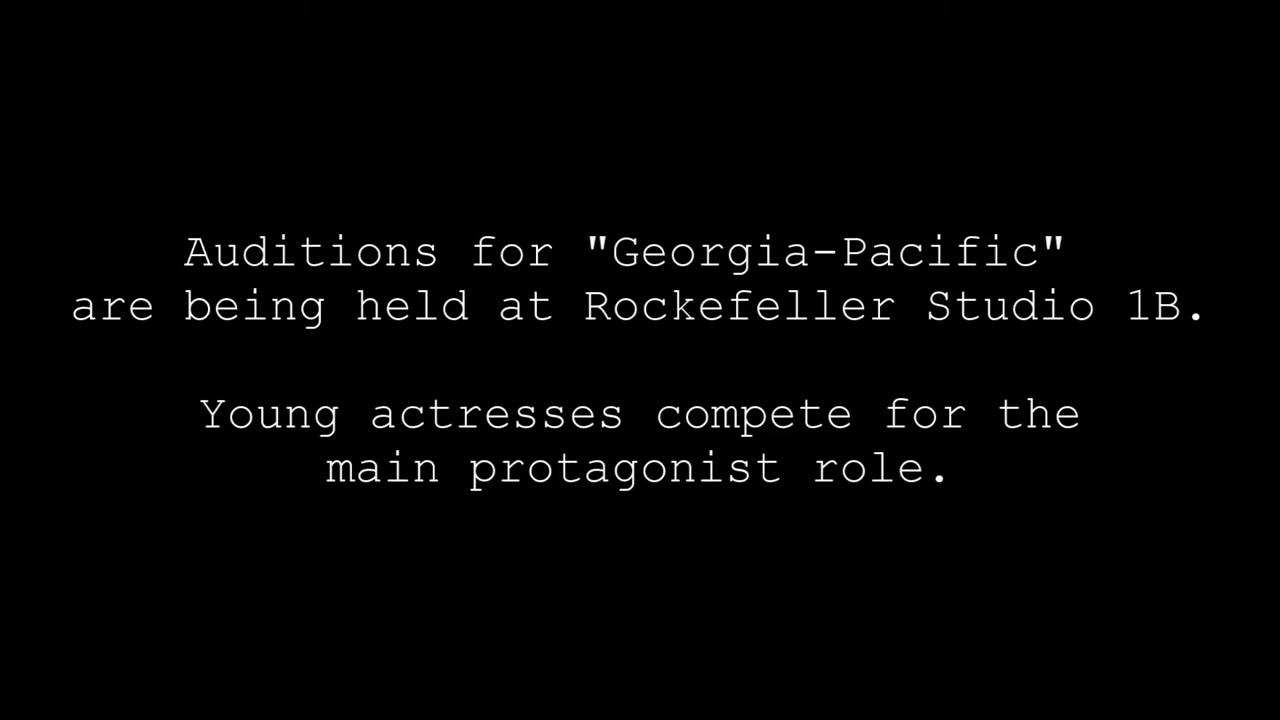 Auditions for "Georgia-Pacific"
are being held at Rockefeller Studio 1B.
Young actresses compete for the
main protagonist role.